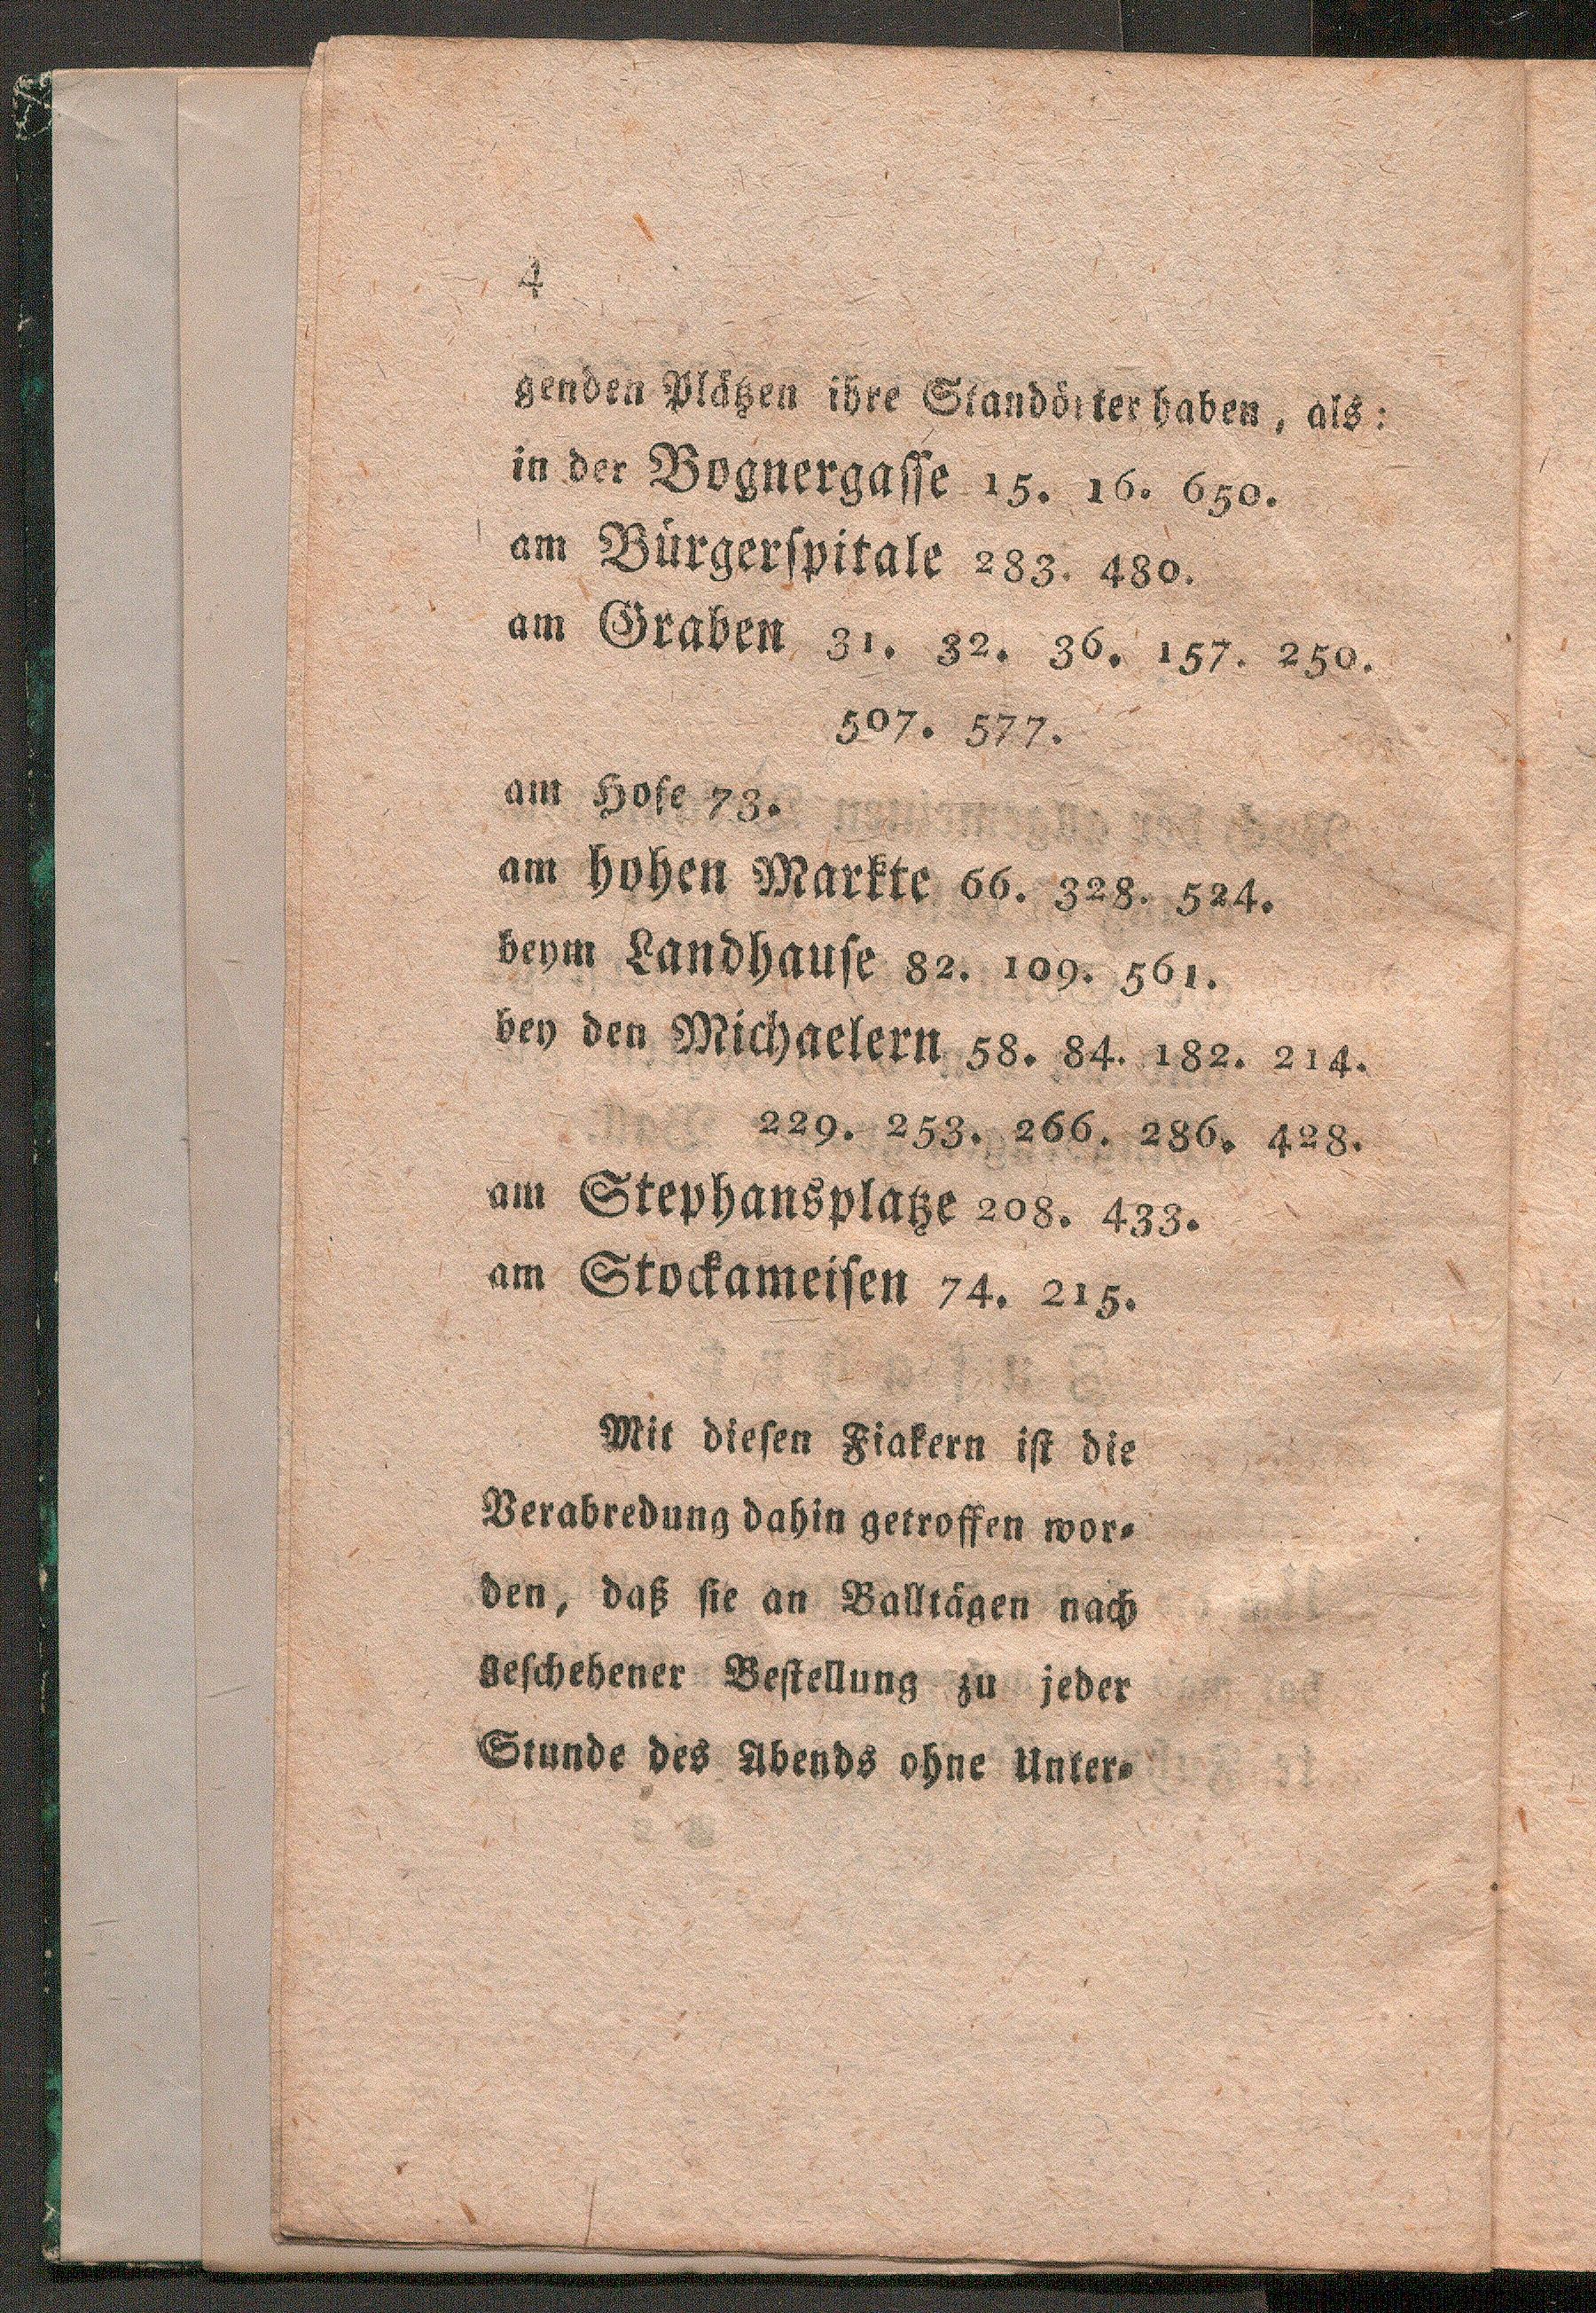 4
genden Plätzen ihre Standörter haben, als:
in der Bognergasse 15. 16. 650.
am Bürgerspitale 283. 480.
am Graben 31. 32. 36. 157. 250.
507. 577.
am Hofe 73.
am hohen Markte 66. 328. 524.
beym Landhause 82. 109. 561.
bey den Michaelern 58. 84. 182. 214.
229. 253. 266. 286. 428.
am Stephansplatze 208. 433.
am Stockameisen 74. 215.
Mit diesen Fiakern ist die
Verabredung dahin getroffen wor-
den, daß sie an Balltägen nach
geschehener Bestellung zu jeder
Stunde des Abends ohne Unter-